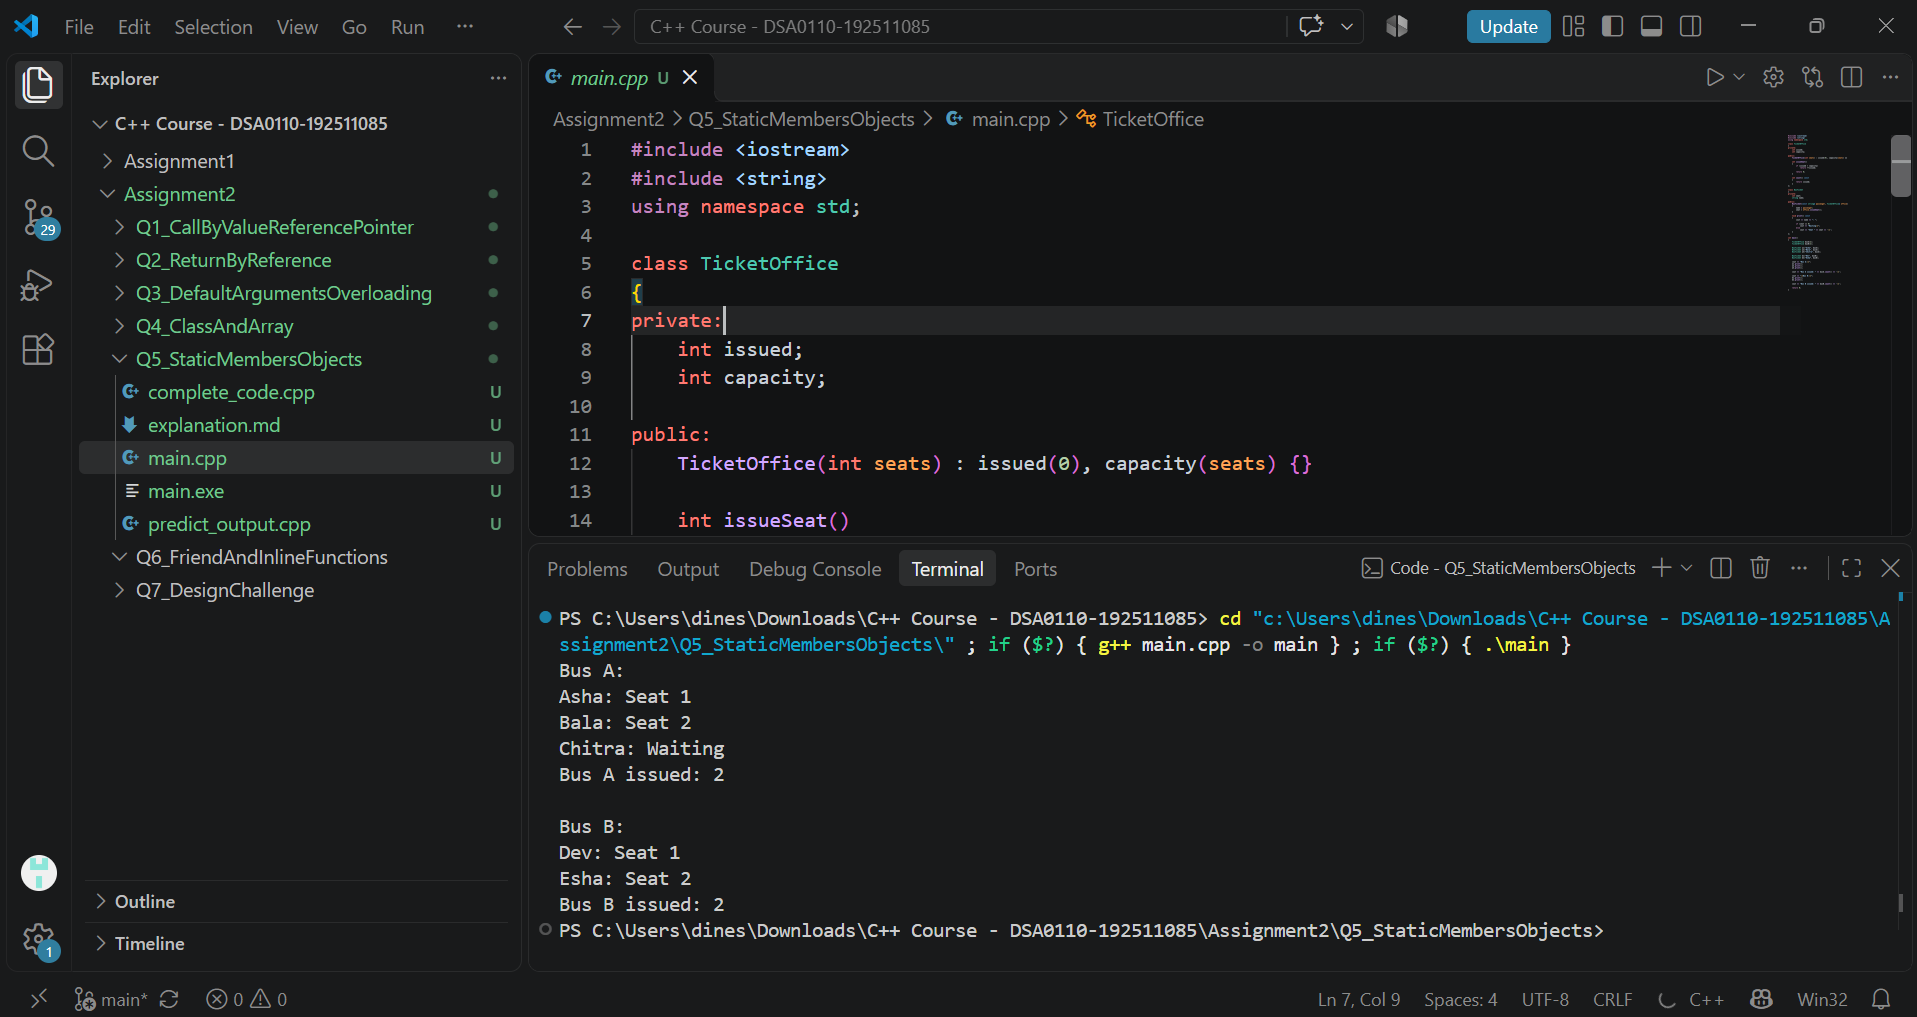 File Edit Selection View Go Run ···
C++ Course - DSA0110-192511085
Update
Explorer
C++ Course - DSA0110-192511085
Assignment1
Assignment2
Q1_CallByValueReferencePointer
Q2_ReturnByReference
Q3_DefaultArgumentsOverloading
Q4_ClassAndArray
Q5_StaticMembersObjects
complete_code.cpp U
explanation.md U
main.cpp U
main.exe U
predict_output.cpp U
Q6_FriendAndInlineFunctions
Q7_DesignChallenge
Outline
Timeline
29
1
main.cpp U
Assignment2 > Q5_StaticMembersObjects > main.cpp > TicketOffice
1 #include <iostream>
2 #include <string>
3 using namespace std;
4
5 class TicketOffice
6 {
7 private:
8 int issued;
9 int capacity;
10
11 public:
12 TicketOffice(int seats) : issued(0), capacity(seats) {}
13
14 int issueSeat()
Problems Output Debug Console Terminal Ports
Code - Q5_StaticMembersObjects
PS C:\Users\dines\Downloads\C++ Course - DSA0110-192511085> cd "c:\Users\dines\Downloads\C++ Course - DSA0110-192511085\A
ssignment2\Q5_StaticMembersObjects\" ; if ($?) { g++ main.cpp -o main } ; if ($?) { .\main }
Bus A:
Asha: Seat 1
Bala: Seat 2
Chitra: Waiting
Bus A issued: 2
Bus B:
Dev: Seat 1
Esha: Seat 2
Bus B issued: 2
PS C:\Users\dines\Downloads\C++ Course - DSA0110-192511085\Assignment2\Q5_StaticMembersObjects>
main* 0 0
Ln 7, Col 9 Spaces: 4 UTF-8 CRLF C++ Win32